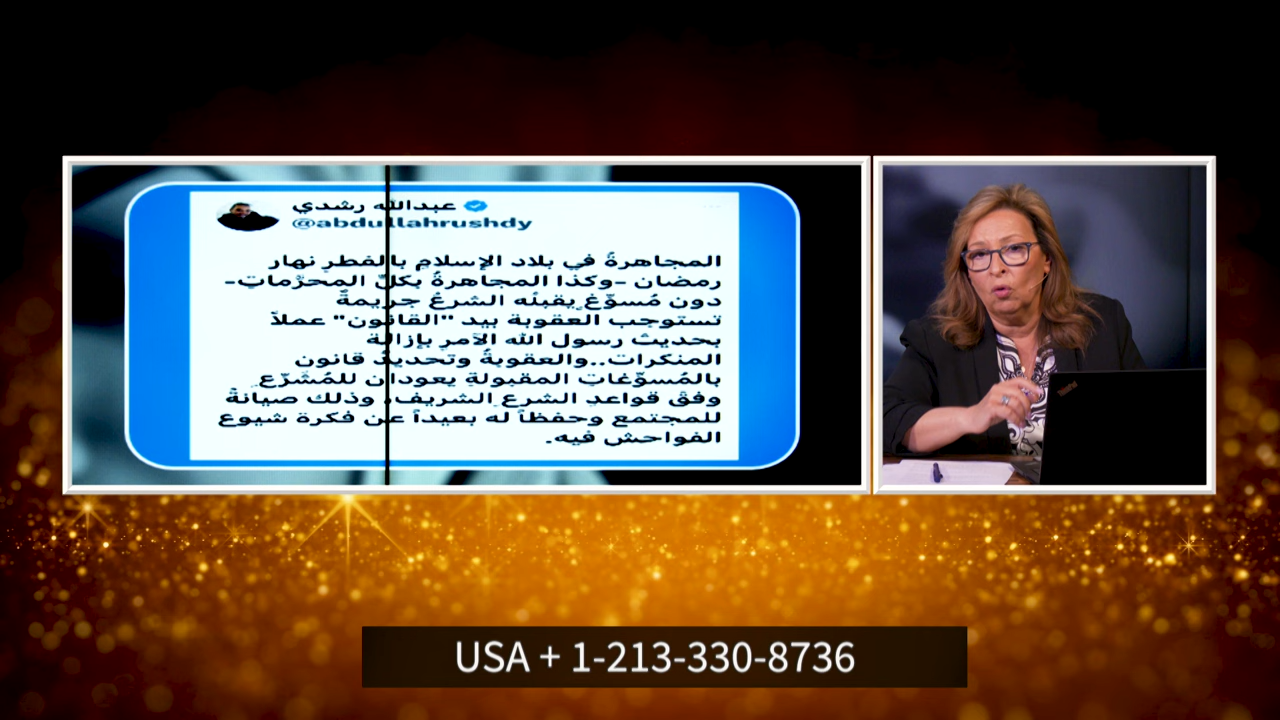 عبدالله رشدي
@abdullahrushdy
المجاهرةُ في بلاد الإسلامِ بالفطرِ نهار
رمضان -وكذا المجاهرةُ بكلِّ المحرَّماتِ-
دون مُسوِّغٍ يقبلُه الشرعُ جريمةٌ
تستوجب العقوبة بيد "القانون" عملاً
بحديث رسول الله الآمرِ بإزالة
المنكرات..والعقوبةُ وتحديدُ قانون
بالمُسوِّغاتِ المقبولةِ يعودان للمُشَرِّعِ
وفق قواعدِ الشرعِ الشريف، وذلك صيانةً
للمجتمع وحفظاً له بعيداً عن فكرة شيوع
الفواحش فيه.
ThinkPad
USA + 1-213-330-8736